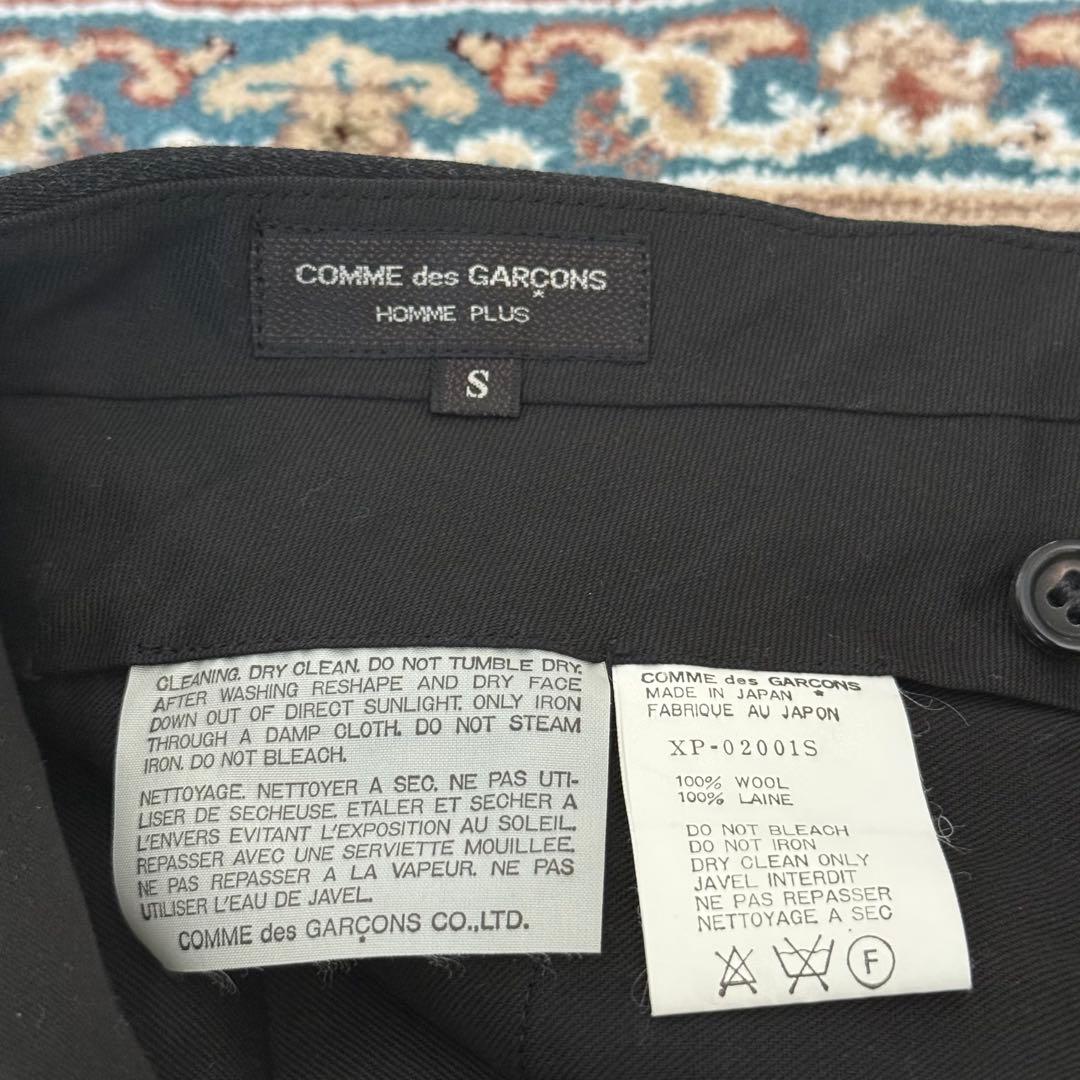 COMME des GARÇONS
HOMME PLUS
S
CLEANING. DRY CLEAN. DO NOT TUMBLE DRY.
AFTER WASHING RESHAPE AND DRY FACE
DOWN OUT OF DIRECT SUNLIGHT. ONLY IRON
THROUGH A DAMP CLOTH. DO NOT STEAM
IRON. DO NOT BLEACH.
NETTOYAGE. NETTOYER A SEC. NE PAS UTI-
LISER DE SECHEUSE. ETALER ET SECHER A
L'ENVERS EVITANT L'EXPOSITION AU SOLEIL.
REPASSER AVEC UNE SERVIETTE MOUILLEE.
NE PAS REPASSER A LA VAPEUR. NE PAS
UTILISER L'EAU DE JAVEL.
COMME des GARÇONS CO.,LTD.
COMME des GARCONS
MADE IN JAPAN *
FABRIQUE AU JAPON
XP-02001S
100% WOOL
100% LAINE
DO NOT BLEACH
DO NOT IRON
DRY CLEAN ONLY
JAVEL INTERDIT
NE PAS REPASSER
NETTOYAGE A SEC
F